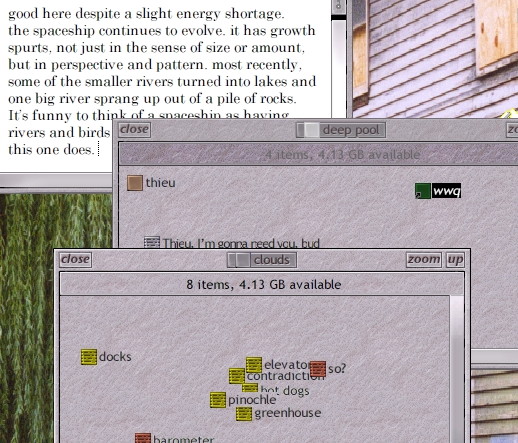 good here despite a slight energy shortage.
the spaceship continues to evolve. it has growth
spurts, not just in the sense of size or amount,
but in perspective and pattern. most recently,
some of the smaller rivers turned into lakes and
one big river sprang up out of a pile of rocks.
It's funny to think of a spaceship as having
rivers and birds
this one does.
close
deep pool
zo
4 items, 4.13 GB available
thieu
wwq
Thieu, I'm gonna need you, bud
close
clouds
zoom
up
8 items, 4.13 GB available
docks
elevator
so?
contradiction
hot dogs
pinochle
greenhouse
barometer